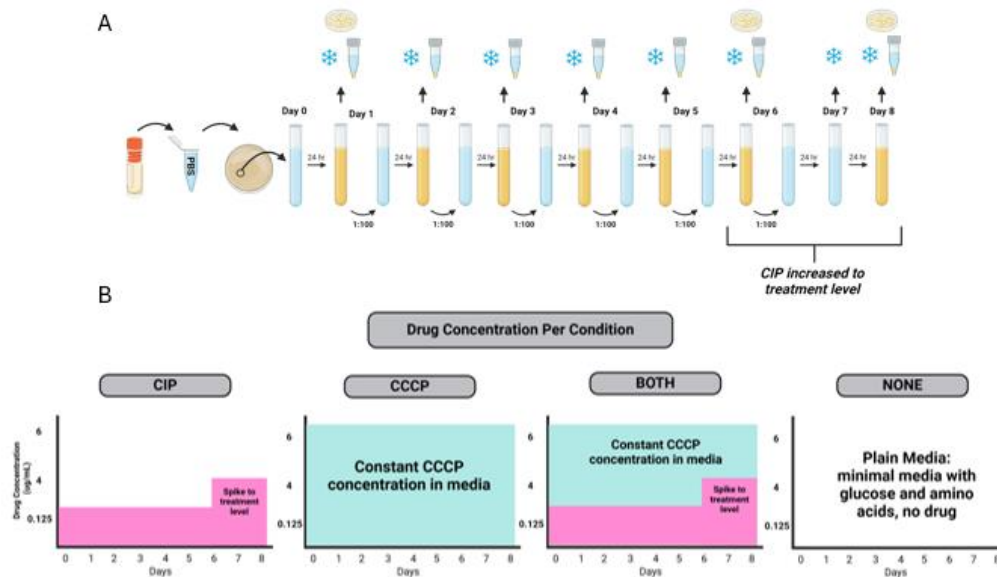 A
Day 0
Day 1
Day 2
Day 3
Day 4
Day 5
Day 6
Day 7
Day 8
PBS
24 hr
24 hr
24 hr
24 hr
24 hr
24 hr
24 hr
24 hr
1:100
1:100
1:100
1:100
1:100
1:100
CIP increased to
treatment level
B
Drug Concentration Per Condition
CIP
CCCP
BOTH
NONE
Drug Concentration
(ug/mL)
6
4
0.125
Spike to
treatment
level
0 1 2 3 4 5 6 7 8
Days
6
4
0.125
Constant CCCP
concentration in media
0 1 2 3 4 5 6 7 8
Days
6
4
0.125
Constant CCCP
concentration in media
Spike to
treatment
level
0 1 2 3 4 5 6 7 8
Days
6
4
0.125
Plain Media:
minimal media with
glucose and amino
acids, no drug
0 1 2 3 4 5 6 7 8
Days